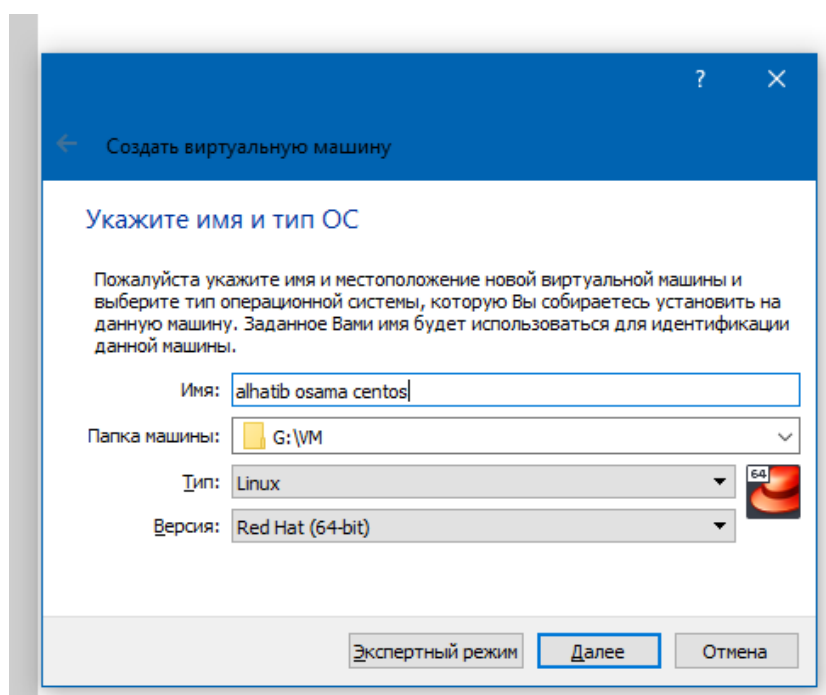 ?
Создать виртуальную машину
Укажите имя и тип ОС
Пожалуйста укажите имя и местоположение новой виртуальной машины и
выберите тип операционной системы, которую Вы собираетесь установить на
данную машину. Заданное Вами имя будет использоваться для идентификации
данной машины.
Имя: alhatib osama centos
Папка машины: G:\VM
Тип: Linux
64
Версия: Red Hat (64-bit)
Экспертный режим Далее Отмена